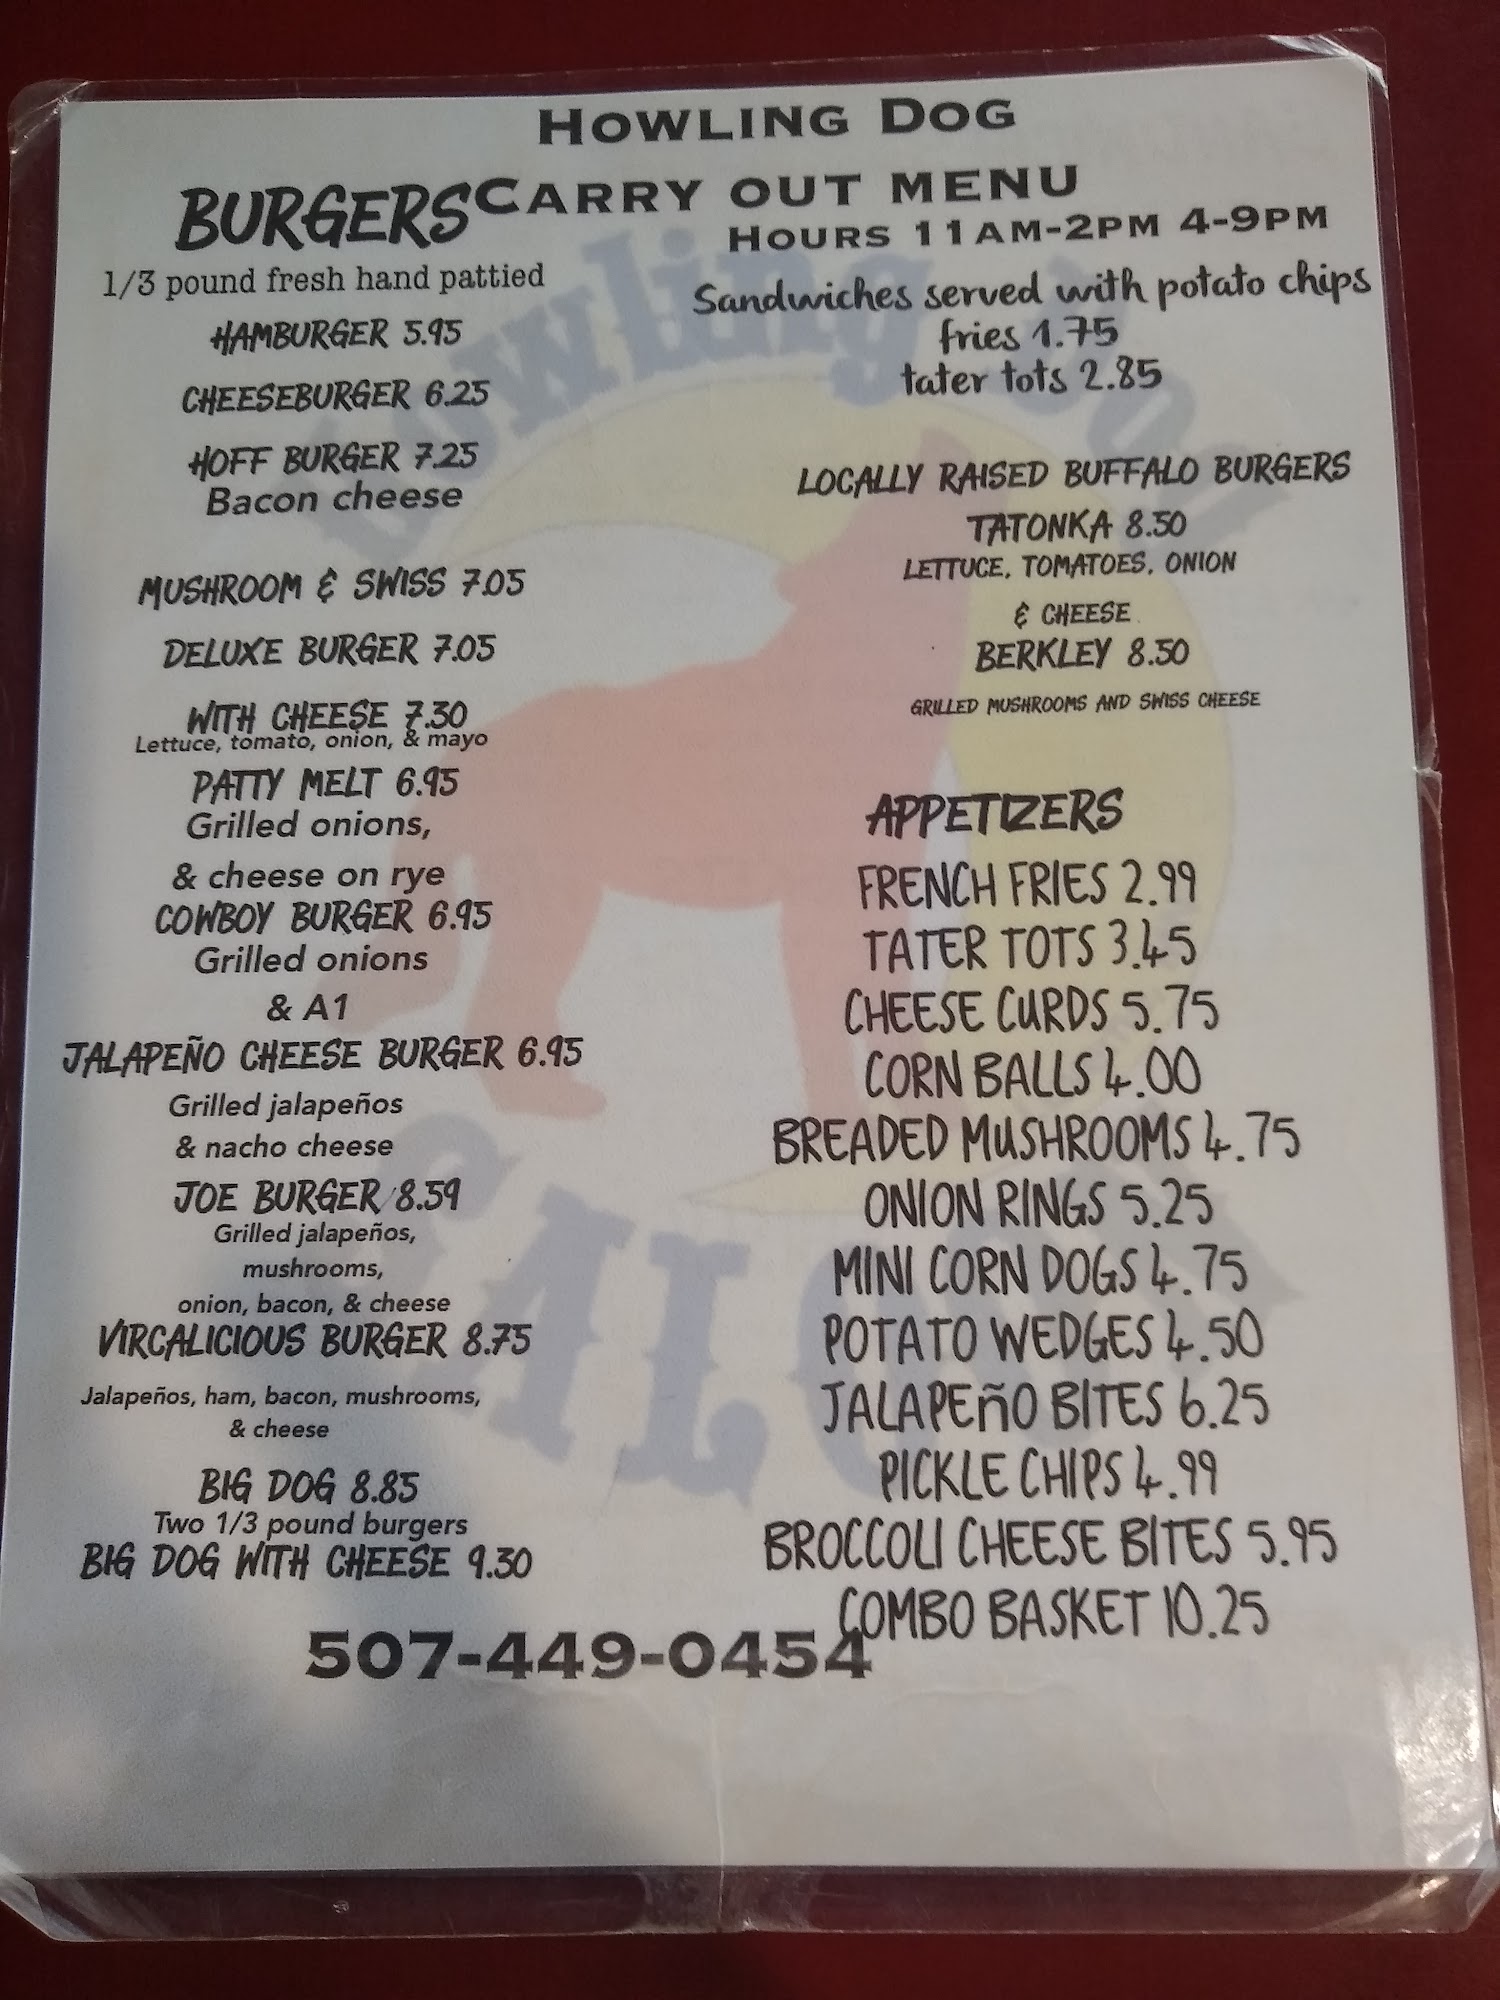 HOWLING DOG
CARRY OUT MENU
HOURS 11AM-2PM 4-9PM
BURGERS
1/3 pound fresh hand pattied
HAMBURGER 5.95
CHEESEBURGER 6.25
HOFF BURGER 7.25
Bacon cheese
MUSHROOM & SWISS 7.05
DELUXE BURGER 7.05
WITH CHEESE 7.30
Lettuce, tomato, onion, & mayo
PATTY MELT 6.95
Grilled onions,
& cheese on rye
COWBOY BURGER 6.95
Grilled onions
& A1
JALAPEÑO CHEESE BURGER 6.95
Grilled jalapeños
& nacho cheese
JOE BURGER 8.59
Grilled jalapeños,
mushrooms,
onion, bacon, & cheese
VIRCALICIOUS BURGER 8.75
Jalapeños, ham, bacon, mushrooms,
& cheese
BIG DOG 8.85
Two 1/3 pound burgers
BIG DOG WITH CHEESE 9.30
Sandwiches served with potato chips
fries 1.75
tater tots 2.85
LOCALLY RAISED BUFFALO BURGERS
TATONKA 8.50
LETTUCE, TOMATOES, ONION
& CHEESE
BERKLEY 8.50
GRILLED MUSHROOMS AND SWISS CHEESE
APPETIZERS
FRENCH FRIES 2.99
TATER TOTS 3.45
CHEESE CURDS 5.75
CORN BALLS 4.00
BREADED MUSHROOMS 4.75
ONION RINGS 5.25
MINI CORN DOGS 4.75
POTATO WEDGES 4.50
JALAPEñO BITES 6.25
PICKLE CHIPS 4.99
BROCCOLI CHEESE BITES 5.95
COMBO BASKET 10.25
507-449-0454
Howling Dog
SALOON